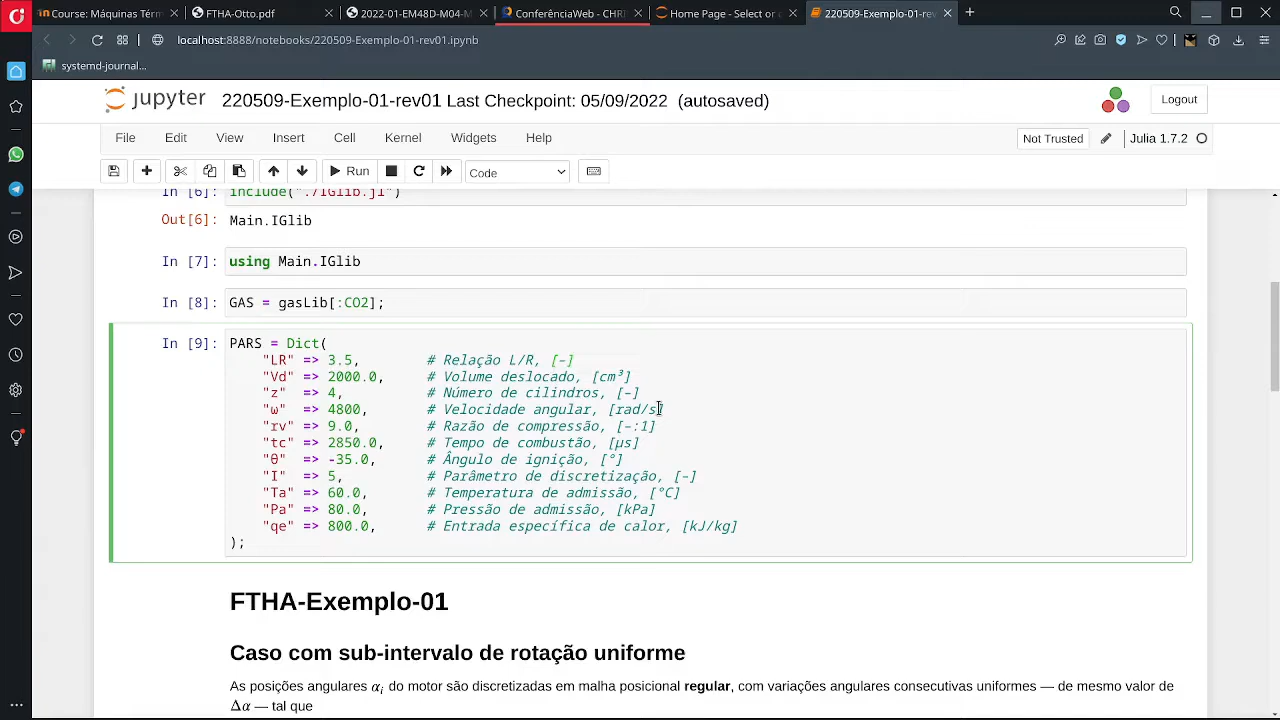 Course: Máquinas Térm
FTHA-Otto.pdf
2022-01-EM48D-M04-M
ConferênciaWeb - CHRI
Home Page - Select or c
220509-Exemplo-01-rev0
localhost:8888/notebooks/220509-Exemplo-01-rev01.ipynb
systemd-journal...
jupyter 220509-Exemplo-01-rev01 Last Checkpoint: 05/09/2022 (autosaved)
Logout
File Edit View Insert Cell Kernel Widgets Help
Not Trusted
Julia 1.7.2
Run
Code
In [6]: include("./IGlib.jl")
Out[6]: Main.IGlib
In [7]: using Main.IGlib
In [8]: GAS = gasLib[:CO2];
In [9]: PARS = Dict(
"LR" => 3.5, # Relação L/R, [-]
"Vd" => 2000.0, # Volume deslocado, [cm³]
"z" => 4, # Número de cilindros, [-]
"ω" => 4800, # Velocidade angular, [rad/s]
"rv" => 9.0, # Razão de compressão, [-:1]
"tc" => 2850.0, # Tempo de combustão, [μs]
"θ" => -35.0, # Ângulo de ignição, [°]
"I" => 5, # Parâmetro de discretização, [-]
"Ta" => 60.0, # Temperatura de admissão, [°C]
"Pa" => 80.0, # Pressão de admissão, [kPa]
"qe" => 800.0, # Entrada específica de calor, [kJ/kg]
);
FTHA-Exemplo-01
Caso com sub-intervalo de rotação uniforme
As posições angulares αi do motor são discretizadas em malha posicional regular, com variações angulares consecutivas uniformes — de mesmo valor de
Δα — tal que